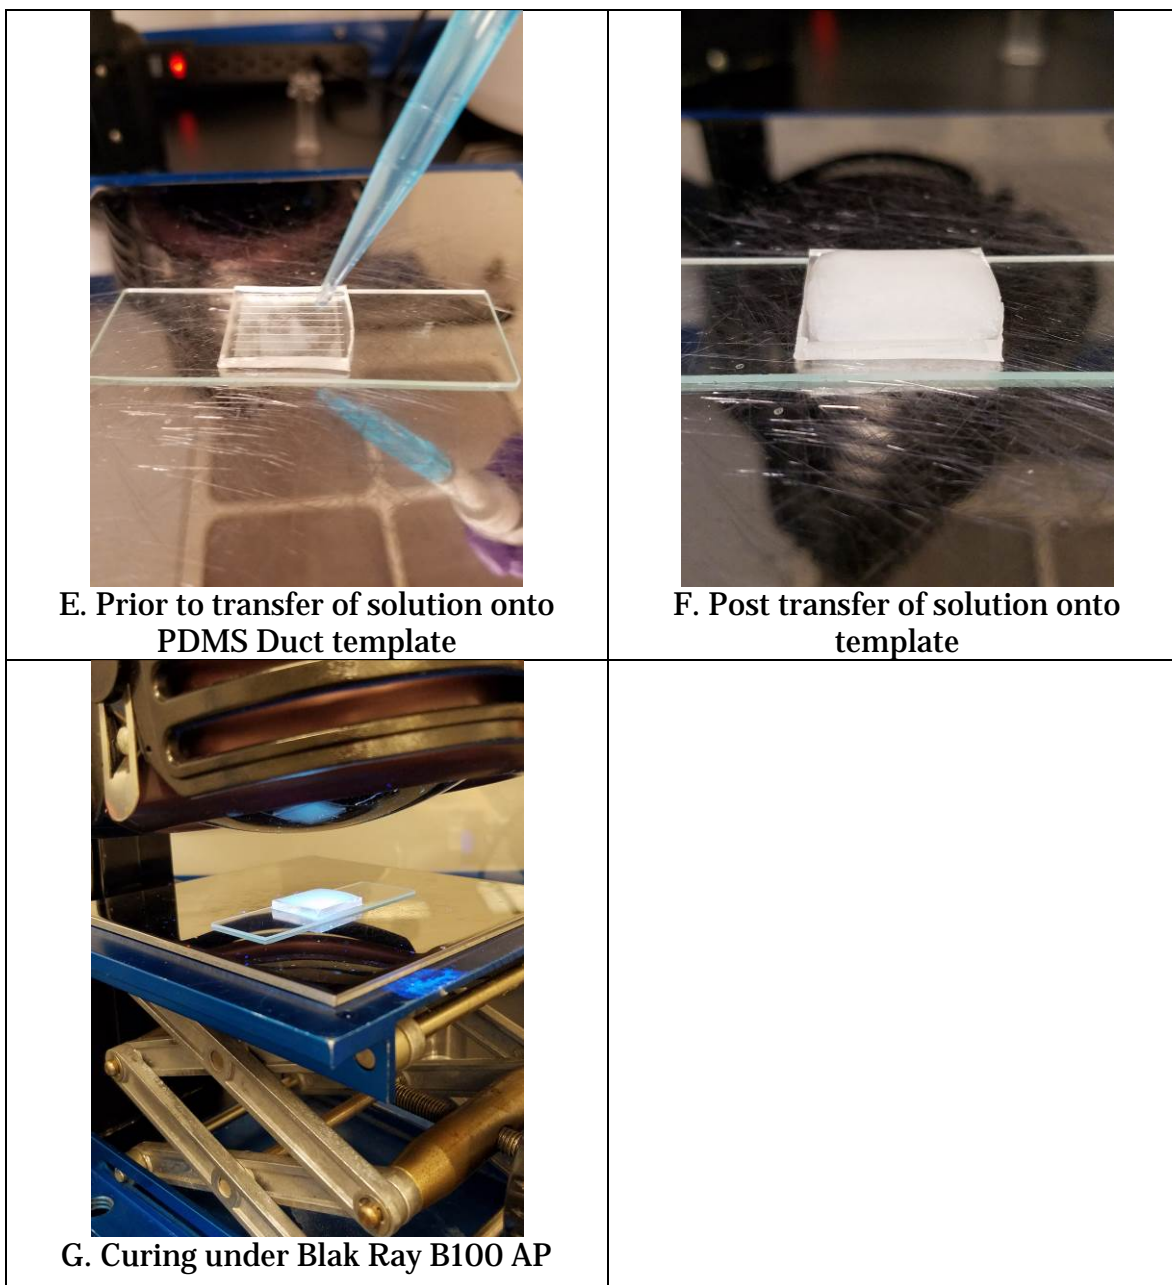 E. Prior to transfer of solution onto
PDMS Duct template
F. Post transfer of solution onto
template
G. Curing under Blak Ray B100 AP